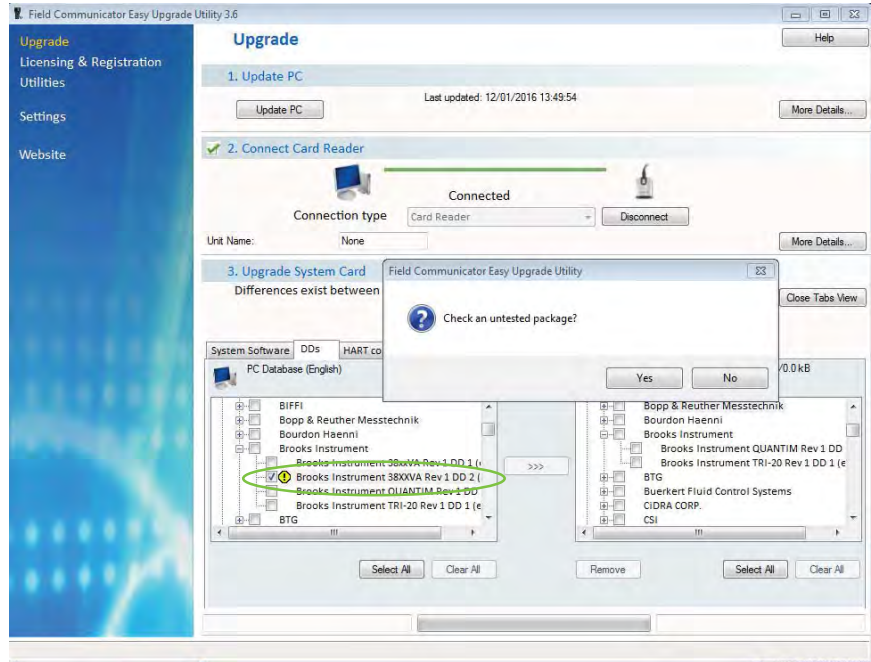 Field Communicator Easy Upgrade Utility 3.6
Upgrade
Licensing & Registration
Utilities
Settings
Website
Upgrade
Help
1. Update PC
Update PC
Last updated: 12/01/2016 13:49:54
More Details...
2. Connect Card Reader
Connected
Connection type
Card Reader
Disconnect
Unit Name:
None
More Details...
3. Upgrade System Card
Differences exist between
Close Tabs View
Field Communicator Easy Upgrade Utility
Check an untested package?
Yes
No
System Software
DDs
HART co
PC Database (English)
/0.0 kB
BIFFI
Bopp & Reuther Messtechnik
Bourdon Haenni
Brooks Instrument
Brooks Instrument 38xxVA Rev 1 DD 1 (
Brooks Instrument 38XXVA Rev 1 DD 2 (
Brooks Instrument QUANTIM Rev 1 DD
Brooks Instrument TRI-20 Rev 1 DD 1 (e
BTG
>>>
Bopp & Reuther Messtechnik
Bourdon Haenni
Brooks Instrument
Brooks Instrument QUANTIM Rev 1 DD
Brooks Instrument TRI-20 Rev 1 DD 1 (e
BTG
Buerkert Fluid Control Systems
CiDRA CORP.
CSI
Select All
Clear All
Remove
Select All
Clear All